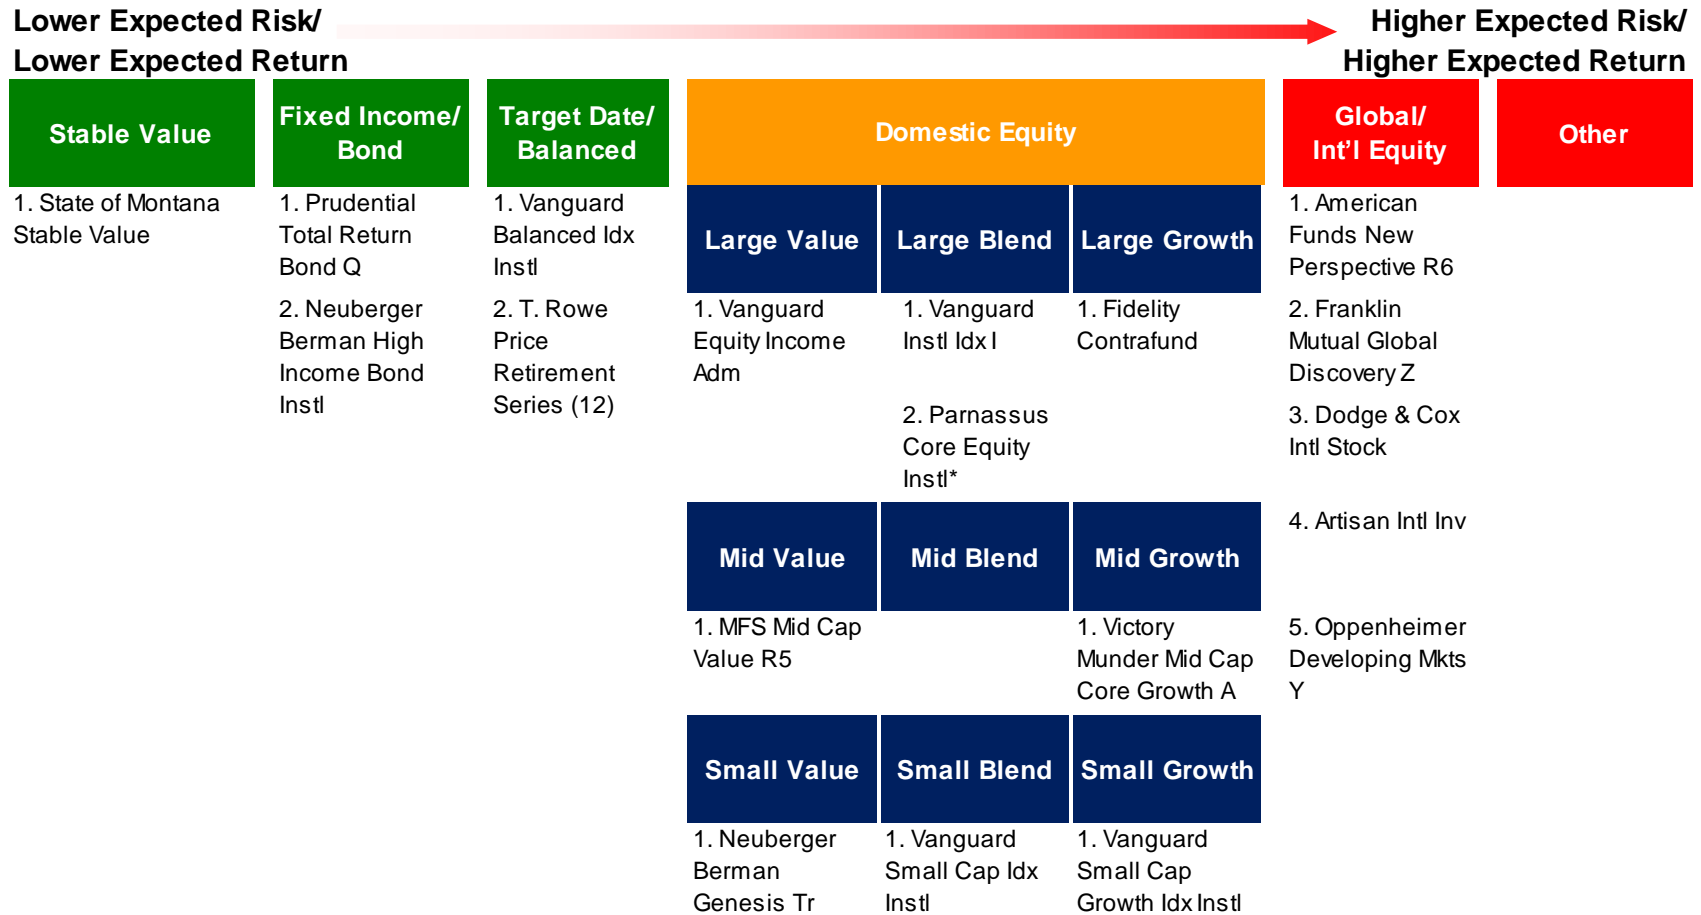 Lower Expected Risk/
Lower Expected Return
Higher Expected Risk/
Higher Expected Return
Stable Value
1. State of Montana
Stable Value
Fixed Income/
Bond
1. Prudential
Total Return
Bond Q
2. Neuberger
Berman High
Income Bond
Instl
Target Date/
Balanced
1. Vanguard
Balanced Idx
Instl
2. T. Rowe
Price
Retirement
Series (12)
Domestic Equity
Large Value
1. Vanguard
Equity Income
Adm
Large Blend
1. Vanguard
Instl Idx I
2. Parnassus
Core Equity
Instl*
Large Growth
1. Fidelity
Contrafund
Mid Value
1. MFS Mid Cap
Value R5
Mid Blend
Mid Growth
1. Victory
Munder Mid Cap
Core Growth A
Small Value
1. Neuberger
Berman
Genesis Tr
Small Blend
1. Vanguard
Small Cap Idx
Instl
Small Growth
1. Vanguard
Small Cap
Growth Idx Instl
Global/
Int’l Equity
1. American
Funds New
Perspective R6
2. Franklin
Mutual Global
Discovery Z
3. Dodge & Cox
Intl Stock
4. Artisan Intl Inv
5. Oppenheimer
Developing Mkts
Y
Other